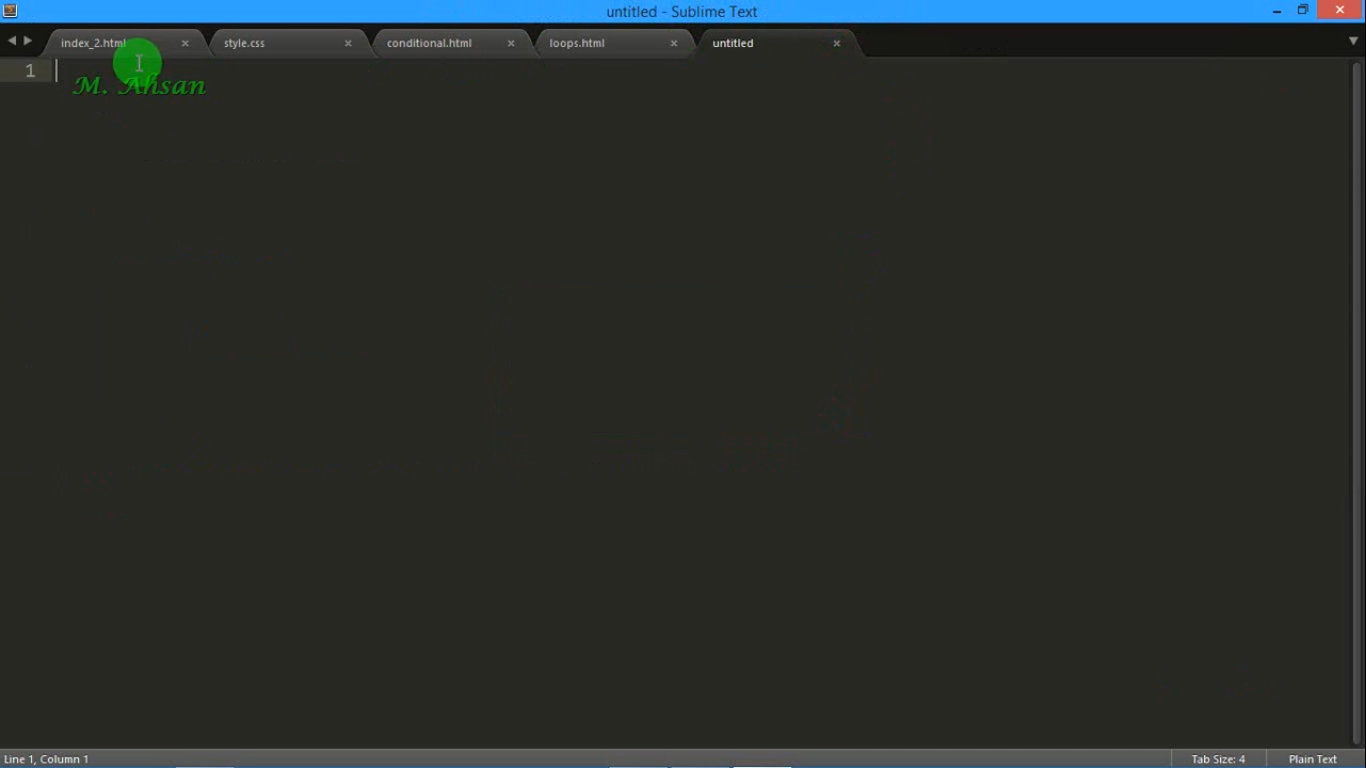 untitled - Sublime Text
index_2.html style.css conditional.html loops.html untitled
1
M. Ahsan
Line 1, Column 1 Tab Size: 4 Plain Text